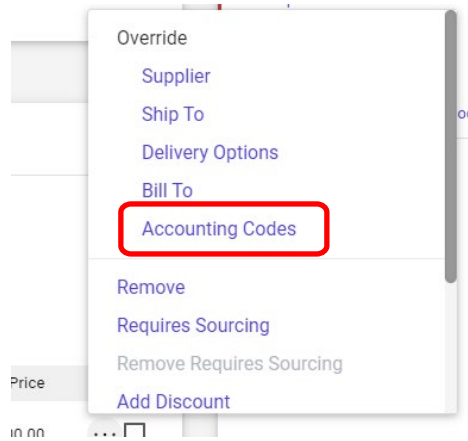 Override
Supplier
Ship To
Delivery Options
Bill To
Accounting Codes
Remove
Requires Sourcing
Remove Requires Sourcing
Price
Add Discount
...